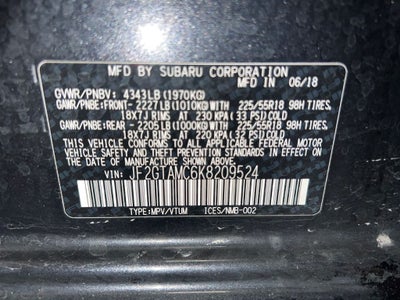 MFD. BY SUBARU CORPORATION IN 06/18
GVWR/PNBV: 4343LB(1970KG)
GAWR/PNBE:FRONT- 2227LB(1010KG)WITH 225/55R18 98H TIRES,
18X7J RIMS AT 230 KPA (33 PSI)COLD
GAWR/PNBE:REAR - 2205LB(1000KG)WITH 225/55R18 98H TIRES,
18X7J RIMS AT 220 KPA (32 PSI)COLD
THIS VEHICLE CONFORMS TO ALL APPLICABLE FEDERAL MOTOR
VEHICLE SAFETY, BUMPER, AND THEFT PREVENTION STANDARDS
IN EFFECT ON THE DATE OF MANUFACTURE SHOWN ABOVE.
VIN: JF2GTAMC6K8209524
TYPE:MPV/VTUM ICES/NMB-002